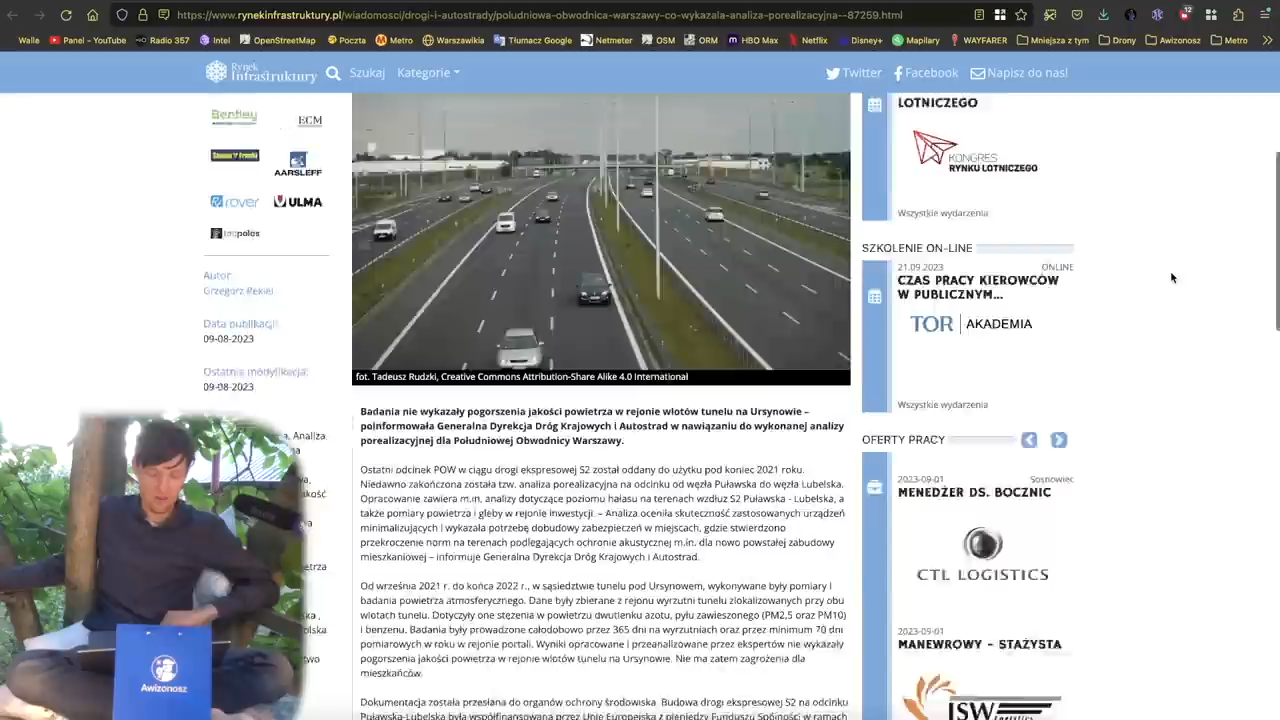 https://www.rynekinfrastruktury.pl/wiadomosci/drogi-i-autostrady/poludniowa-obwodnica-warszawy-co-wykazala-analiza-porealizacyjna--87259.html
12
Walle
Panel - YouTube
Radio 357
Intel
OpenStreetMap
Poczta
Metro
Warszawikia
Tłumacz Google
Netmeter
OSM
ORM
HBO Max
Netflix
Disney+
Mapilary
WAYFARER
Mniejsza z tym
Drony
Awizonosz
Metro
Rynek
Infrastruktury
Szukaj
Kategorie
Twitter
Facebook
Napisz do nas!
Bentley
ECM
AARSLEFF
rover
ULMA
Autor
Data publikacji
09-08-2023
Ostatnia modyfikacja
09-08-2023
fot. Tadeusz Rudzki, Creative Commons Attribution-Share Alike 4.0 International
Badania nie wykazały pogorszenia jakości powietrza w rejonie wlotów tunelu na Ursynowie –
poinformowała Generalna Dyrekcja Dróg Krajowych i Autostrad w nawiązaniu do wykonanej analizy
porealizacyjnej dla Południowej Obwodnicy Warszawy.
Ostatni odcinek POW w ciągu drogi ekspresowej S2 został oddany do użytku pod koniec 2021 roku.
Niedawno zakończona została tzw. analiza porealizacyjna na odcinku od węzła Puławska do węzła Lubelska.
Opracowanie zawiera m.in. analizy dotyczące poziomu hałasu na terenach wzdłuż S2 Puławska - Lubelska, a
także pomiary powietrza i gleby w rejonie inwestycji. – Analiza oceniła skuteczność zastosowanych urządzeń
minimalizujących i wykazała potrzebę dobudowy zabezpieczeń w miejscach, gdzie stwierdzono
przekroczenie norm na terenach podlegających ochronie akustycznej m.in. dla nowo powstałej zabudowy
mieszkaniowej – informuje Generalna Dyrekcja Dróg Krajowych i Autostrad.
Od września 2021 r. do końca 2022 r., w sąsiedztwie tunelu pod Ursynowem, wykonywane były pomiary i
badania powietrza atmosferycznego. Dane były zbierane z rejonu wyrzutni tunelu zlokalizowanych przy obu
wlotach tunelu. Dotyczyły one stężenia w powietrzu dwutlenku azotu, pyłu zawieszonego (PM2,5 oraz PM10)
i benzenu. Badania były prowadzone całodobowo przez 365 dni na wyrzutniach oraz przez minimum 70 dni
pomiarowych w roku w rejonie portali. Wyniki opracowane i przeanalizowane przez ekspertów nie wykazały
pogorszenia jakości powietrza w rejonie wlotów tunelu na Ursynowie. Nie ma zatem zagrożenia dla
mieszkańców.
Dokumentacja została przesłana do organów ochrony środowiska. Budowa drogi ekspresowej S2 na odcinku
Puławska-Lubelska była współfinansowana przez Unię Europejską z pieniędzy Funduszu Spójności w ramach
LOTNICZEGO
KONGRES
RYNKU LOTNICZEGO
Wszystkie wydarzenia
SZKOLENIE ON-LINE
21.09.2023
ONLINE
CZAS PRACY KIEROWCÓW
W PUBLICZNYM...
TOR AKADEMIA
Wszystkie wydarzenia
OFERTY PRACY
2023-09-01
Sosnowiec
MENEDŻER DS. BOCZNIC
CTL LOGISTICS
2023-09-01
MANEWROWY – STAŻYSTA
JSW Logistics
Awizonosz